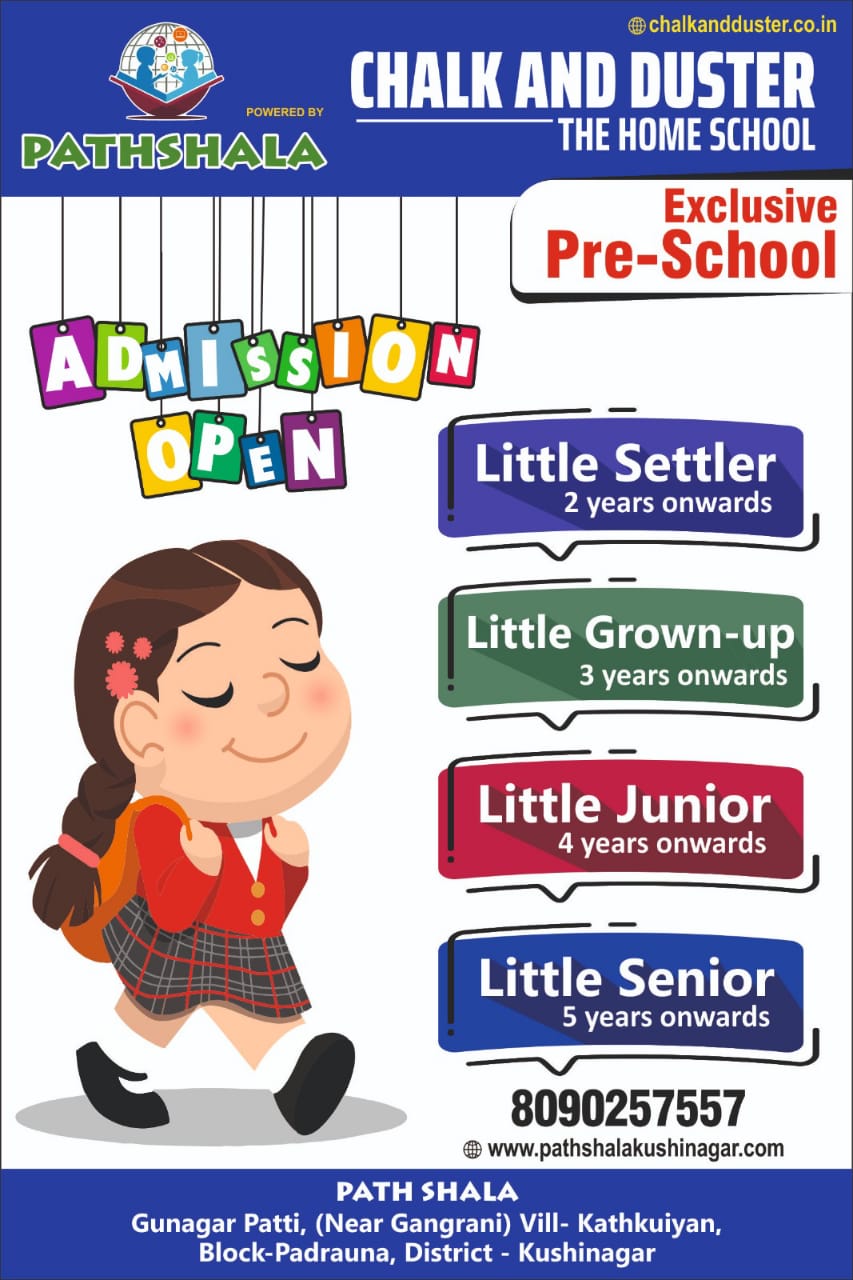 chalkandduster.co.in
CHALK AND DUSTER
POWERED BY
THE HOME SCHOOL
PATHSHALA
Exclusive
Pre-School
ADMISSION
OPEN
Little Settler
2 years onwards
Little Grown-up
3 years onwards
Little Junior
4 years onwards
Little Senior
5 years onwards
8090257557
www.pathshalakushinagar.com
PATH SHALA
Gunagar Patti, (Near Gangrani) Vill- Kathkuiyan,
Block-Padrauna, District - Kushinagar